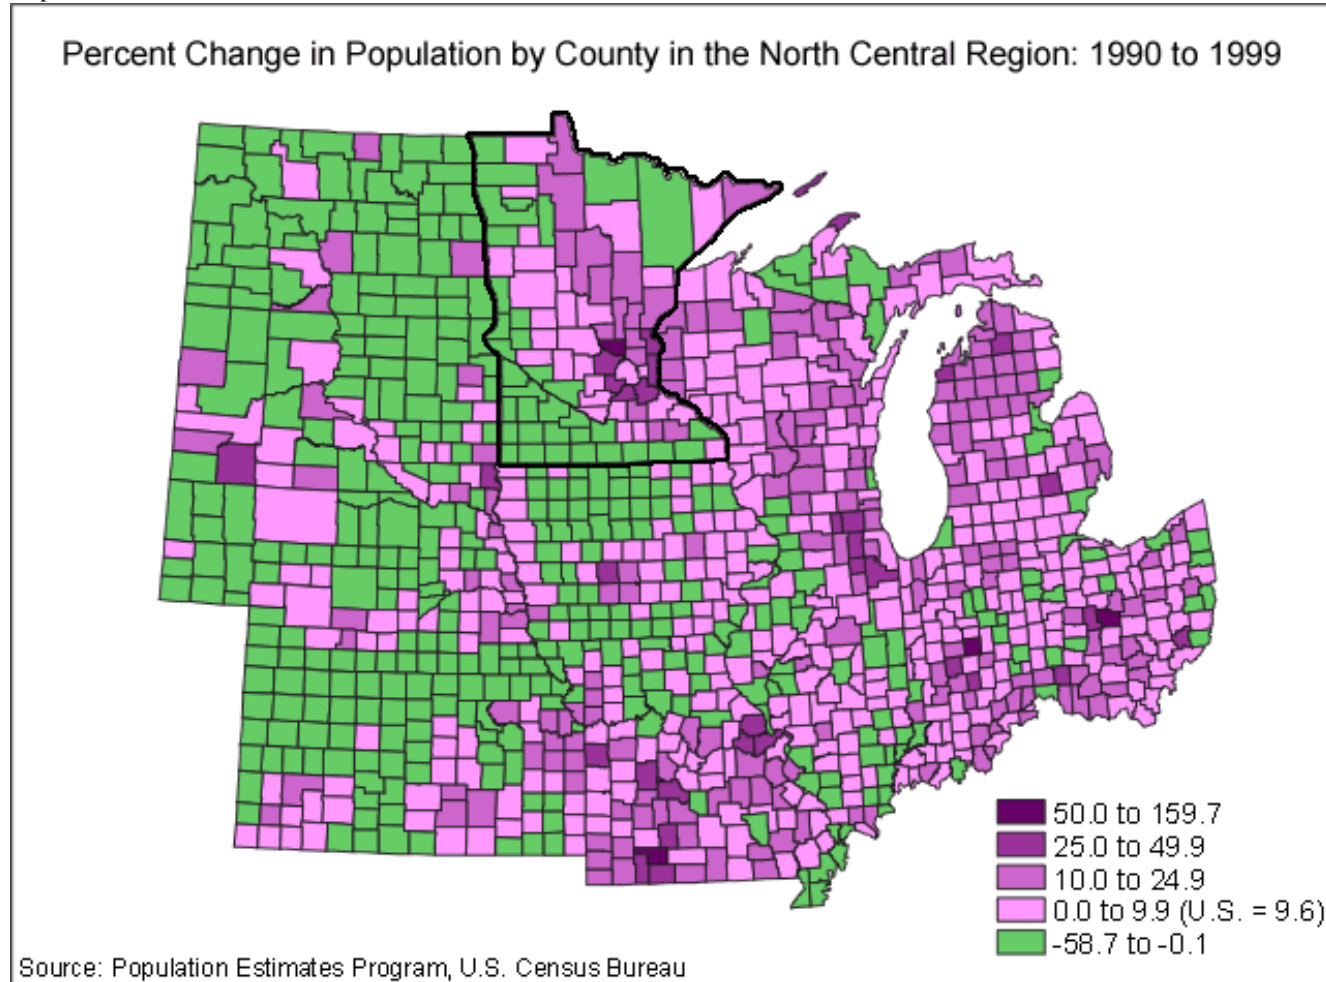 Percent Change in Population by County in the North Central Region: 1990 to 1999
50.0 to 159.7
25.0 to 49.9
10.0 to 24.9
0.0 to 9.9 (U.S. = 9.6)
-58.7 to -0.1
Source: Population Estimates Program, U.S. Census Bureau